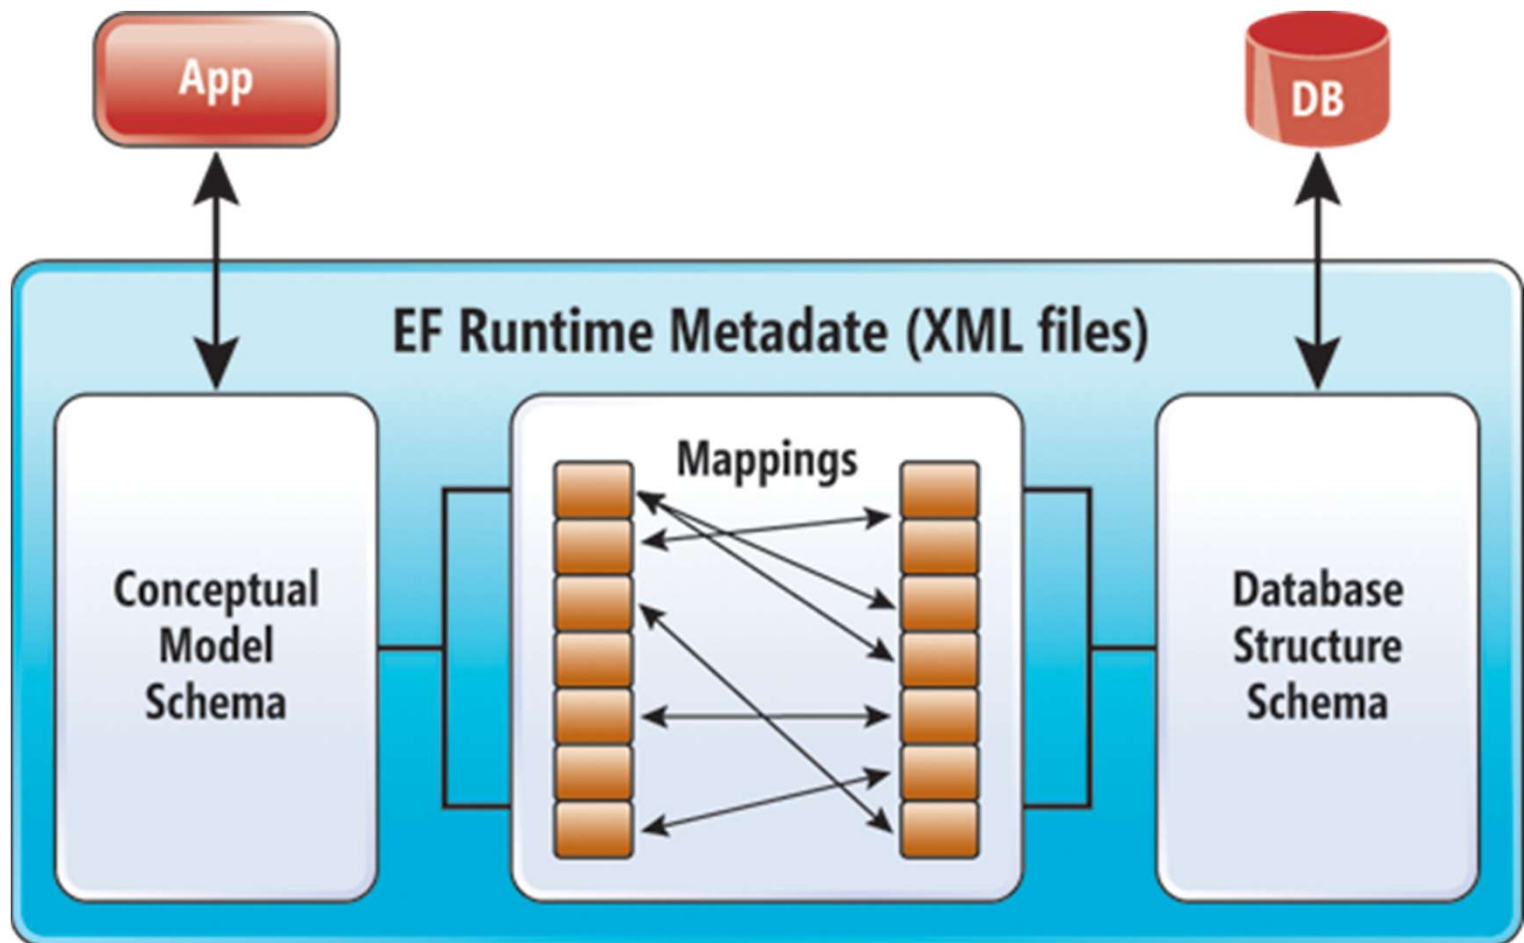 App
DB
EF Runtime Metadate (XML files)
Mappings
Conceptual
Model
Schema
Database
Structure
Schema